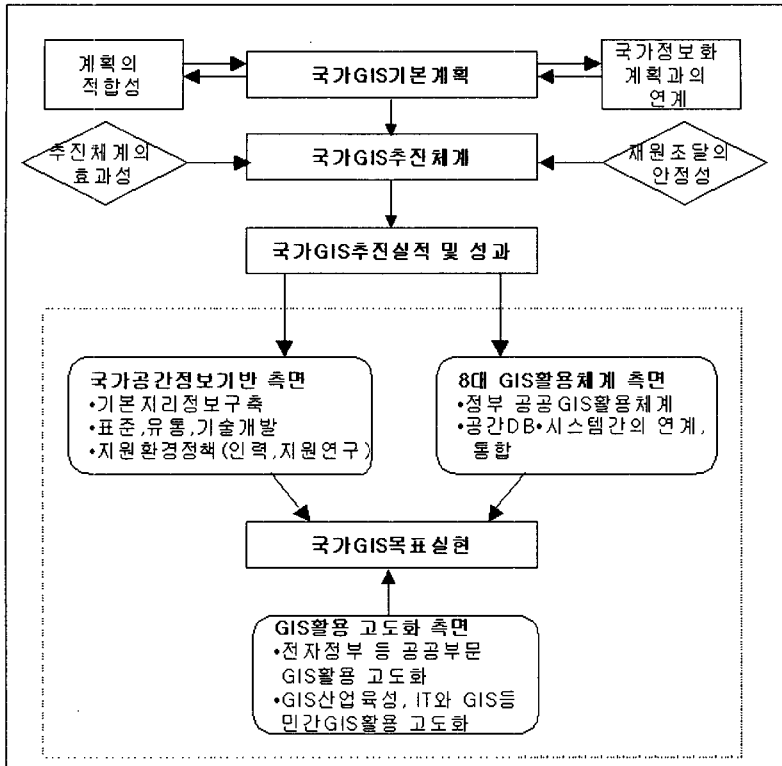 계획의
적합성
국가GIS기본계획
국가정보화
계획과의
연계
추진체계의
효과성
국가GIS추진체계
재원조달의
안정성
국가GIS추진실적 및 성과
국가공간정보기반 측면
•기본지리정보구축
•표준,유통,기술개발
•지원환경정책(인력,지원연구)
8대 GIS활용체계 측면
•정부 공공GIS활용체계
•공간DB•시스템간의 연계,
통합
국가GIS목표실현
GIS활용 고도화 측면
•전자정부 등 공공부문
GIS활용 고도화
•GIS산업육성, IT와 GIS등
민간GIS활용 고도화